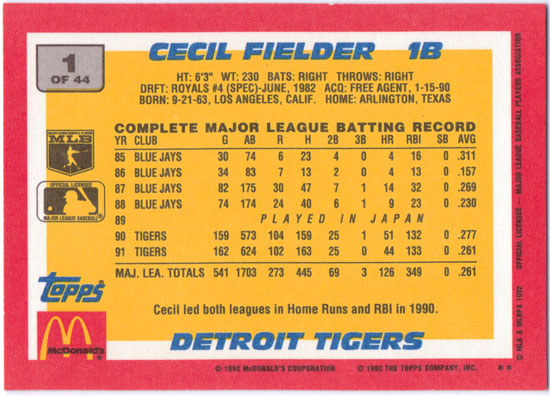 1
OF 44
CECIL FIELDER 1B
HT: 6'3" WT: 230 BATS: RIGHT THROWS: RIGHT
DRFT: ROYALS #4 (SPEC)-JUNE, 1982 ACQ: FREE AGENT, 1-15-90
BORN: 9-21-63, LOS ANGELES, CALIF. HOME: ARLINGTON, TEXAS
COMPLETE MAJOR LEAGUE BATTING RECORD
YR CLUB G AB R H 2B 3B HR RBI SB AVG
85 BLUE JAYS 30 74 6 23 4 0 4 16 0 .311
86 BLUE JAYS 34 83 7 13 2 0 4 13 0 .157
87 BLUE JAYS 82 175 30 47 7 1 14 32 0 .269
88 BLUE JAYS 74 174 24 40 6 1 9 23 0 .230
89 PLAYED IN JAPAN
90 TIGERS 159 573 104 159 25 1 51 132 0 .277
91 TIGERS 162 624 102 163 25 0 44 133 0 .261
MAJ. LEA. TOTALS 541 1703 273 445 69 3 126 349 0 .261
Cecil led both leagues in Home Runs and RBI in 1990.
DETROIT TIGERS
MLB
OFFICIAL LICENSEE
MAJOR LEAGUE BASEBALL®
Topps®
McDonald's®
© 1992 McDONALD'S CORPORATION © 1992 THE TOPPS COMPANY, INC. **
© MLB & MLBPA 1992 OFFICIAL LICENSEE - MAJOR LEAGUE BASEBALL PLAYERS ASSOCIATION